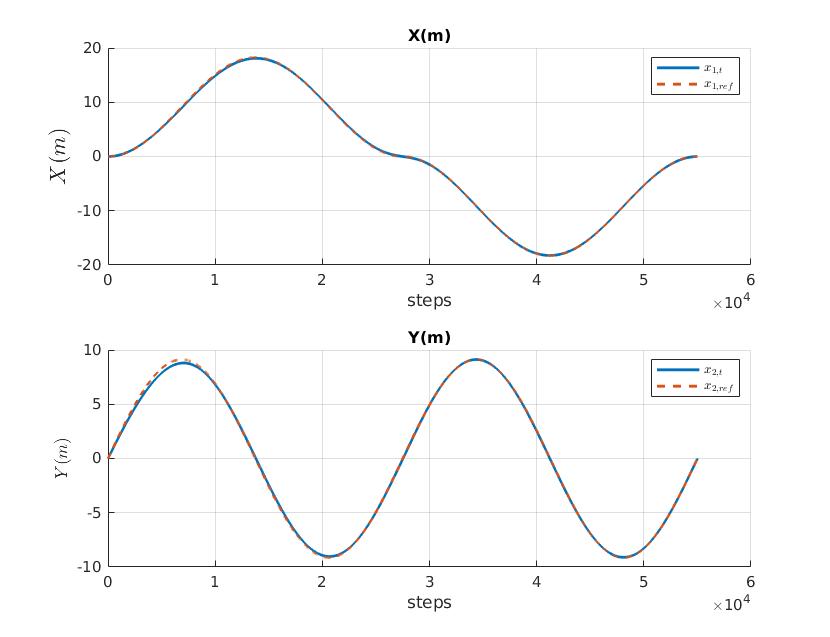 X(m)
20
10
0
-10
-20
X(m)
x1,t
x1,ref
0 1 2 3 4 5 6
×10^4
steps
Y(m)
10
5
0
-5
-10
Y(m)
x2,t
x2,ref
0 1 2 3 4 5 6
×10^4
steps